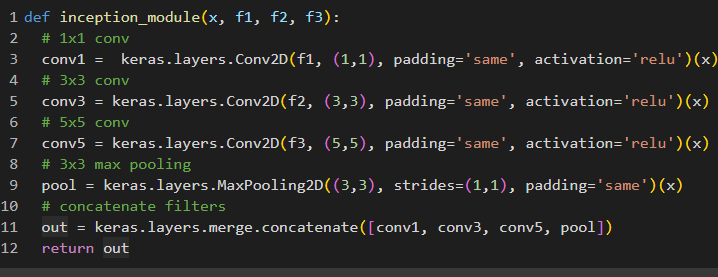 1 def inception_module(x, f1, f2, f3):
2   # 1x1 conv
3   conv1 =  keras.layers.Conv2D(f1, (1,1), padding='same', activation='relu')(x)
4   # 3x3 conv
5   conv3 = keras.layers.Conv2D(f2, (3,3), padding='same', activation='relu')(x)
6   # 5x5 conv
7   conv5 = keras.layers.Conv2D(f3, (5,5), padding='same', activation='relu')(x)
8   # 3x3 max pooling
9   pool = keras.layers.MaxPooling2D((3,3), strides=(1,1), padding='same')(x)
10   # concatenate filters
11   out = keras.layers.merge.concatenate([conv1, conv3, conv5, pool])
12   return out